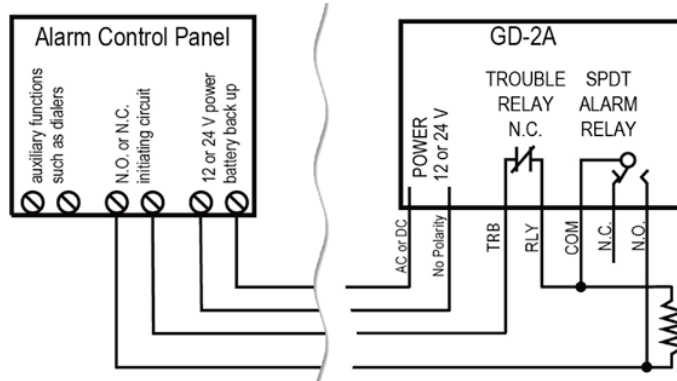 Alarm Control Panel
auxiliary functions
such as dialers
N.O. or N.C.
initiating circuit
12 or 24 V power
battery back up
GD-2A
POWER
12 or 24 V
TROUBLE
RELAY
N.C.
SPDT
ALARM
RELAY
AC or DC
No Polarity
TRB
RLY
COM
N.C.
N.O.